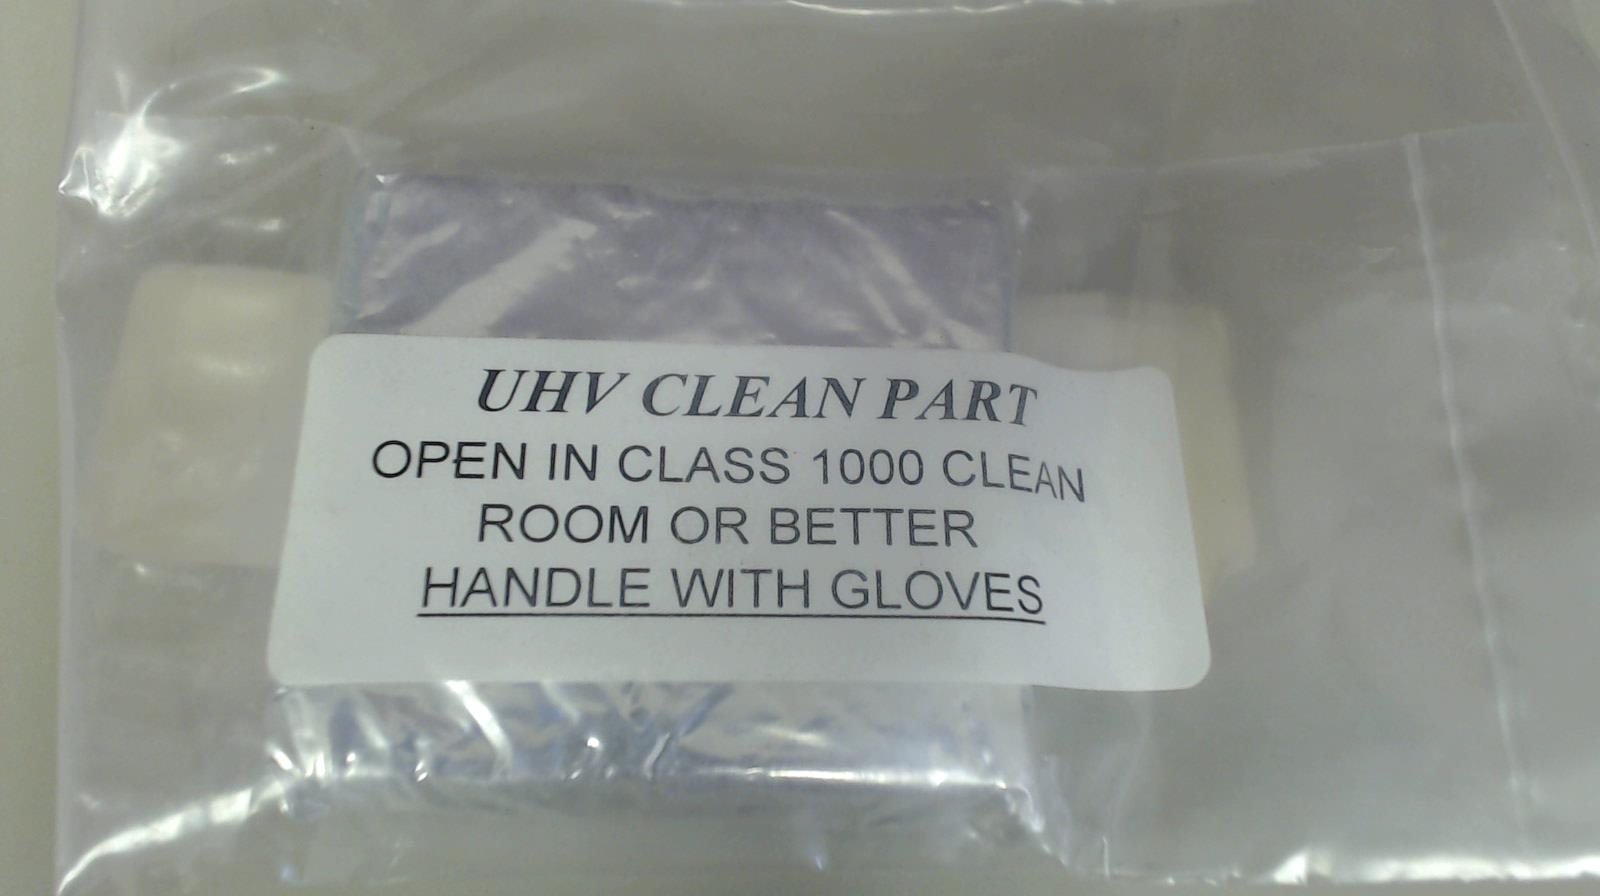 UHV CLEAN PART
OPEN IN CLASS 1000 CLEAN
ROOM OR BETTER
HANDLE WITH GLOVES